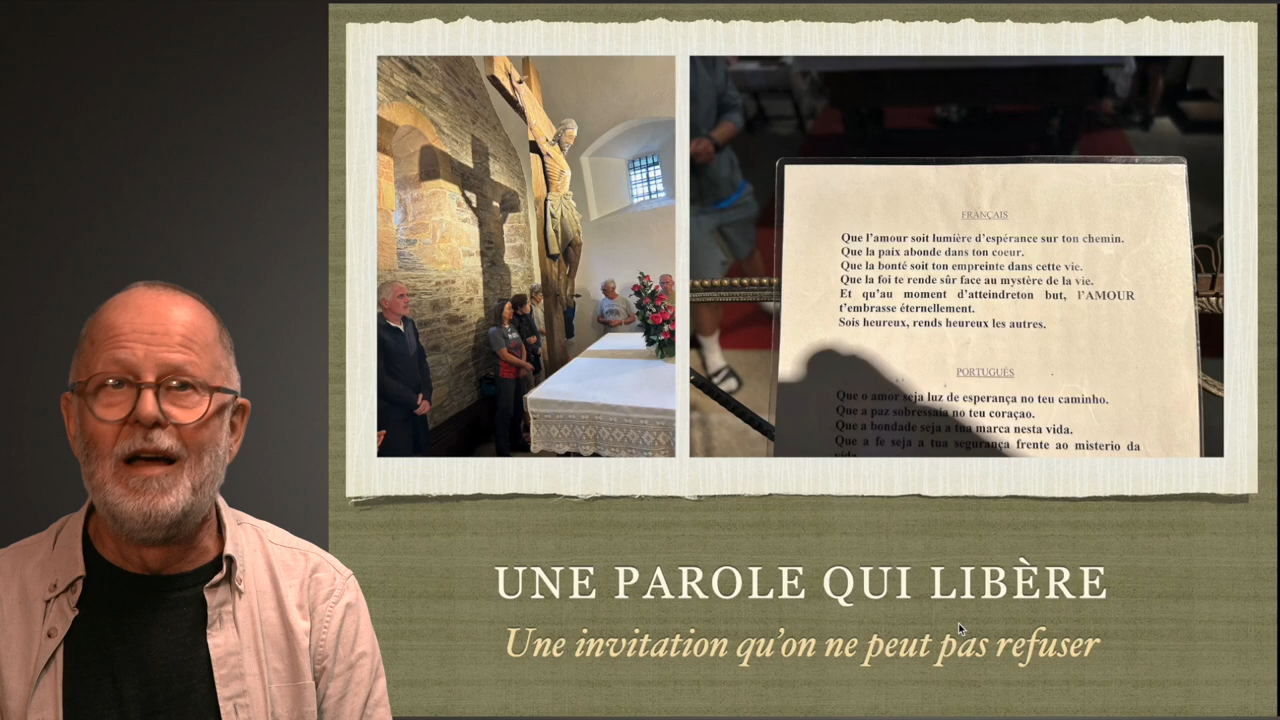 FRANÇAIS
Que l'amour soit lumière d'espérance sur ton chemin.
Que la paix abonde dans ton coeur.
Que la bonté soit ton empreinte dans cette vie.
Que la foi te rende sûr face au mystère de la vie.
Et qu'au moment d'atteindreton but, l'AMOUR
t'embrasse éternellement.
Sois heureux, rends heureux les autres.
PORTUGUÊS
Que o amor seja luz de esperança no teu caminho.
Que a paz sobressaia no teu coraçao.
Que a bondade seja a tua marca nesta vida.
Que a fe seja a tua segurança frente ao misterio da
UNE PAROLE QUI LIBÈRE
Une invitation qu'on ne peut pas refuser